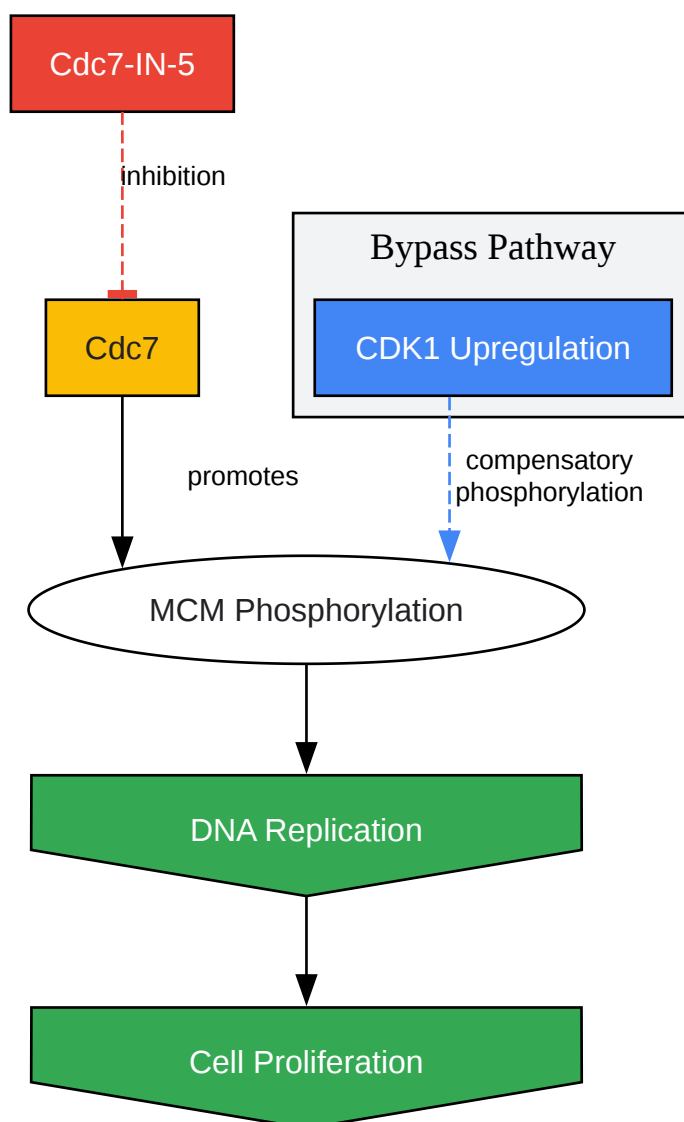 Cdc7-IN-5
inhibition
Bypass Pathway
Cdc7
CDK1 Upregulation
promotes
compensatory
phosphorylation
MCM Phosphorylation
DNA Replication
Cell Proliferation